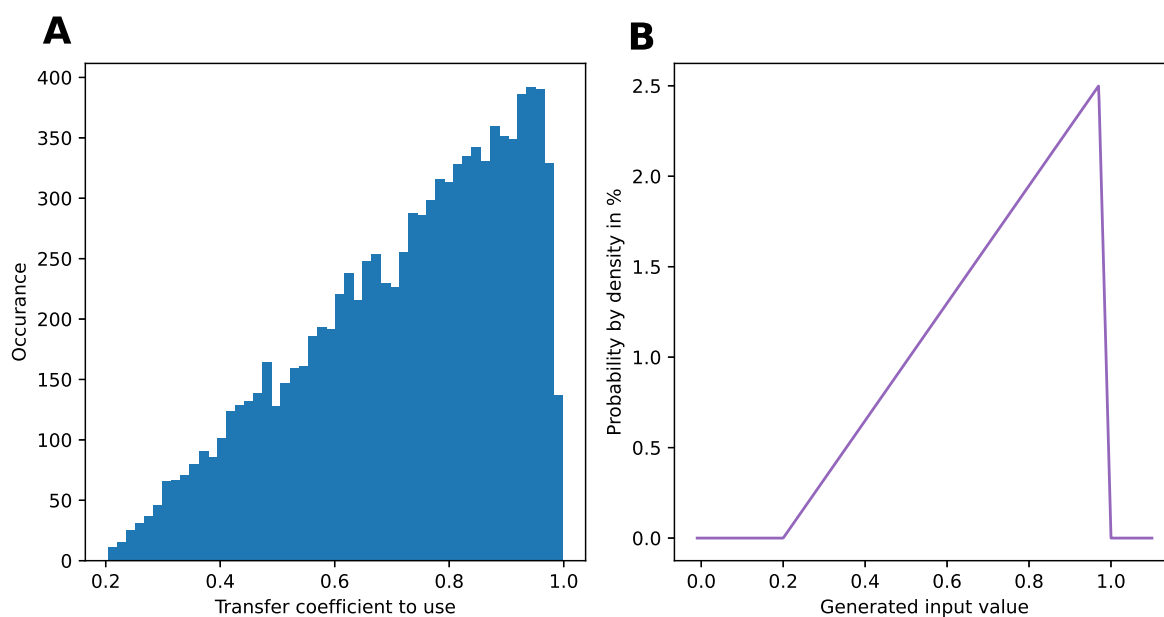 A
400
350
300
250
200
150
100
50
0
Occurance
0.2 0.4 0.6 0.8 1.0
Transfer coefficient to use
B
2.5
2.0
1.5
1.0
0.5
0.0
Probability by density in %
0.0 0.2 0.4 0.6 0.8 1.0
Generated input value